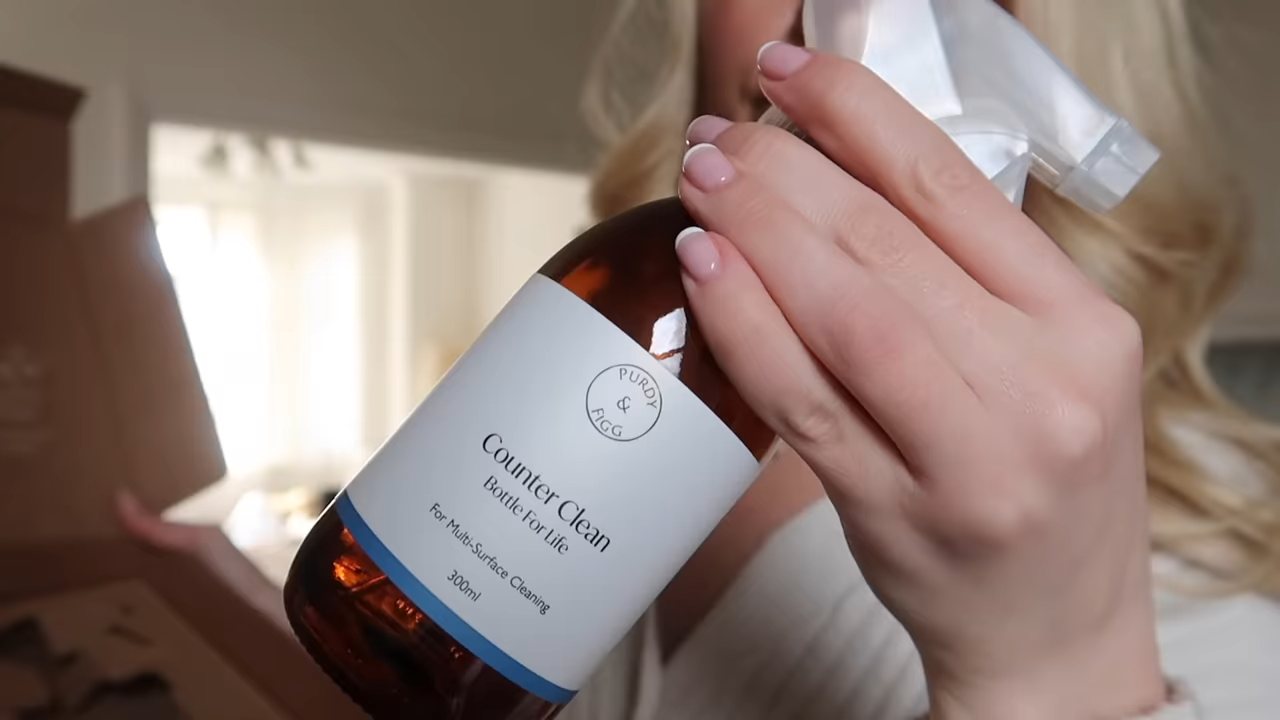 PURDY
&
FIGG
Counter Clean
Bottle For Life
For Multi-Surface Cleaning
300ml